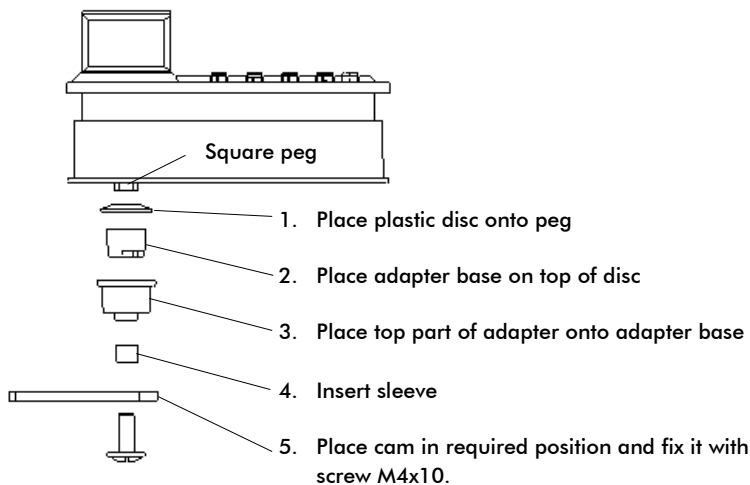 Square peg
1. Place plastic disc onto peg
2. Place adapter base on top of disc
3. Place top part of adapter onto adapter base
4. Insert sleeve
5. Place cam in required position and fix it with
screw M4x10.